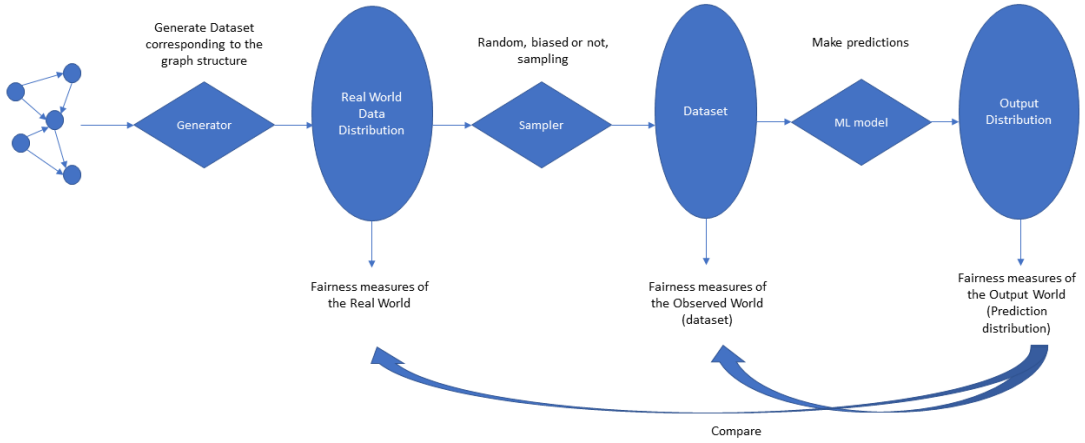 Generate Dataset
corresponding to the
graph structure
Generator
Real World
Data
Distribution
Random, biased or not,
sampling
Sampler
Dataset
Make predictions
ML model
Output
Distribution
Fairness measures of
the Real World
Fairness measures of
the Observed World
(dataset)
Fairness measures of
the Output World
(Prediction
distribution)
Compare